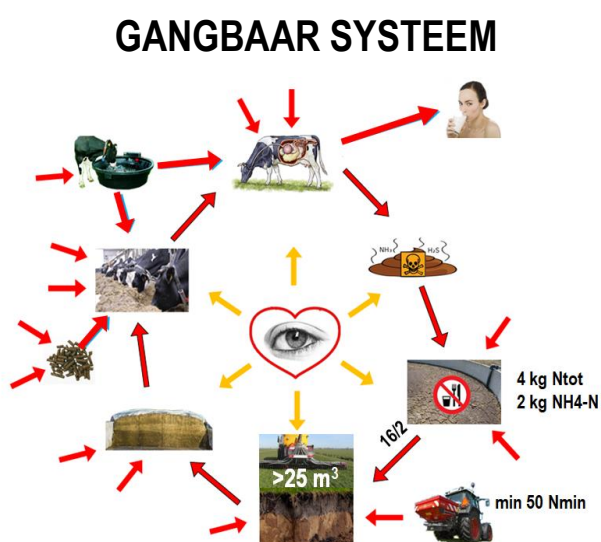 GANGBAAR SYSTEEM
NH₃
H₂S
4 kg Ntot
2 kg NH4-N
16/2
>25 m³
min 50 Nmin